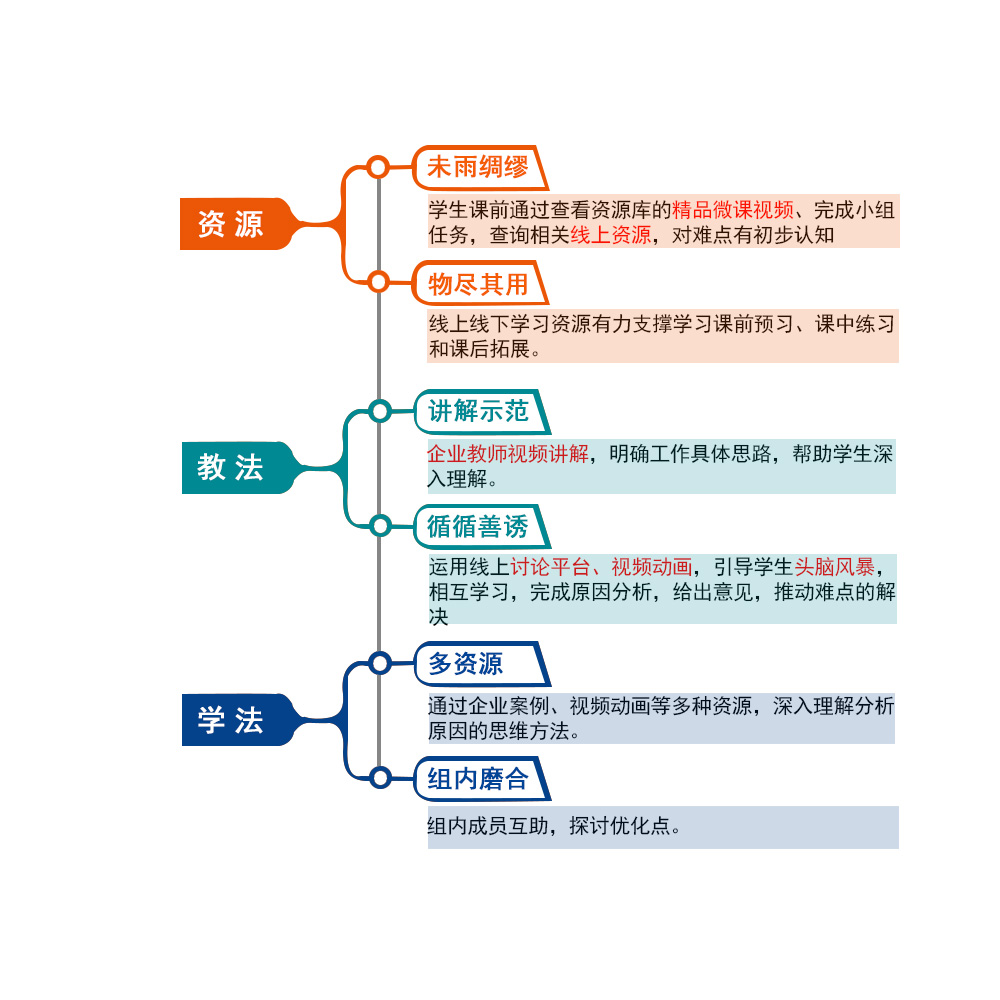 资源
未雨绸缪
学生课前通过查看资源库的精品微课视频、完成小组
任务，查询相关线上资源，对难点有初步认知
物尽其用
线上线下学习资源有力支撑学习课前预习、课中练习
和课后拓展。
教法
讲解示范
企业教师视频讲解，明确工作具体思路，帮助学生深
入理解。
循循善诱
运用线上讨论平台、视频动画，引导学生头脑风暴，
相互学习，完成原因分析，给出意见，推动难点的解
决
学法
多资源
通过企业案例、视频动画等多种资源，深入理解分析
原因的思维方法。
组内磨合
组内成员互助，探讨优化点。